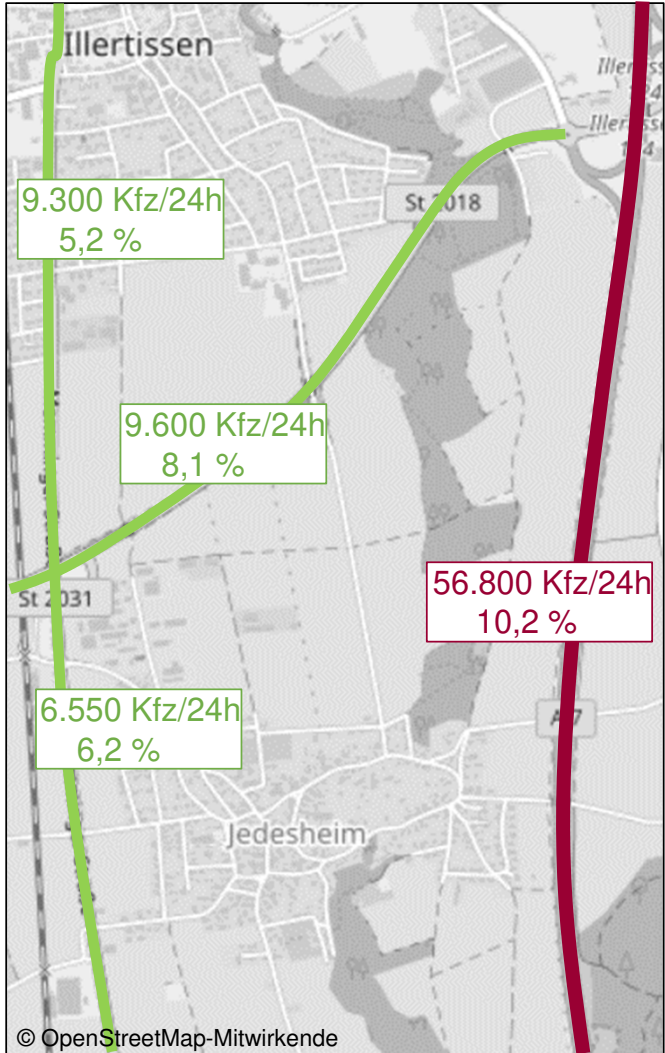 Illertissen
9.300 Kfz/24h
5,2 %
St 2018
9.600 Kfz/24h
8,1 %
56.800 Kfz/24h
10,2 %
St 2031
6.550 Kfz/24h
6,2 %
A 7
Jedesheim
© OpenStreetMap-Mitwirkende